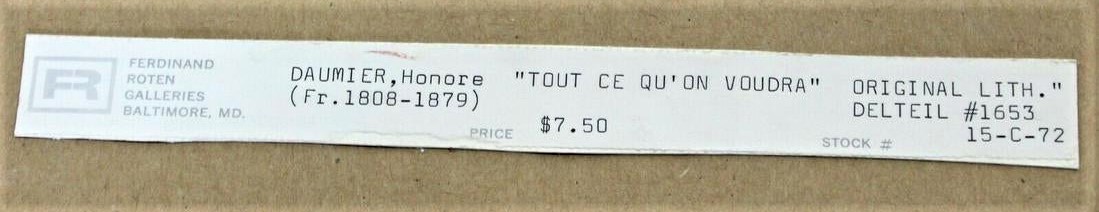 FR
FERDINAND
ROTEN
GALLERIES
BALTIMORE, MD.
DAUMIER,Honore "TOUT CE QU'ON VOUDRA" ORIGINAL LITH."
(Fr.1808-1879) DELTEIL #1653
PRICE $7.50 STOCK # 15-C-72